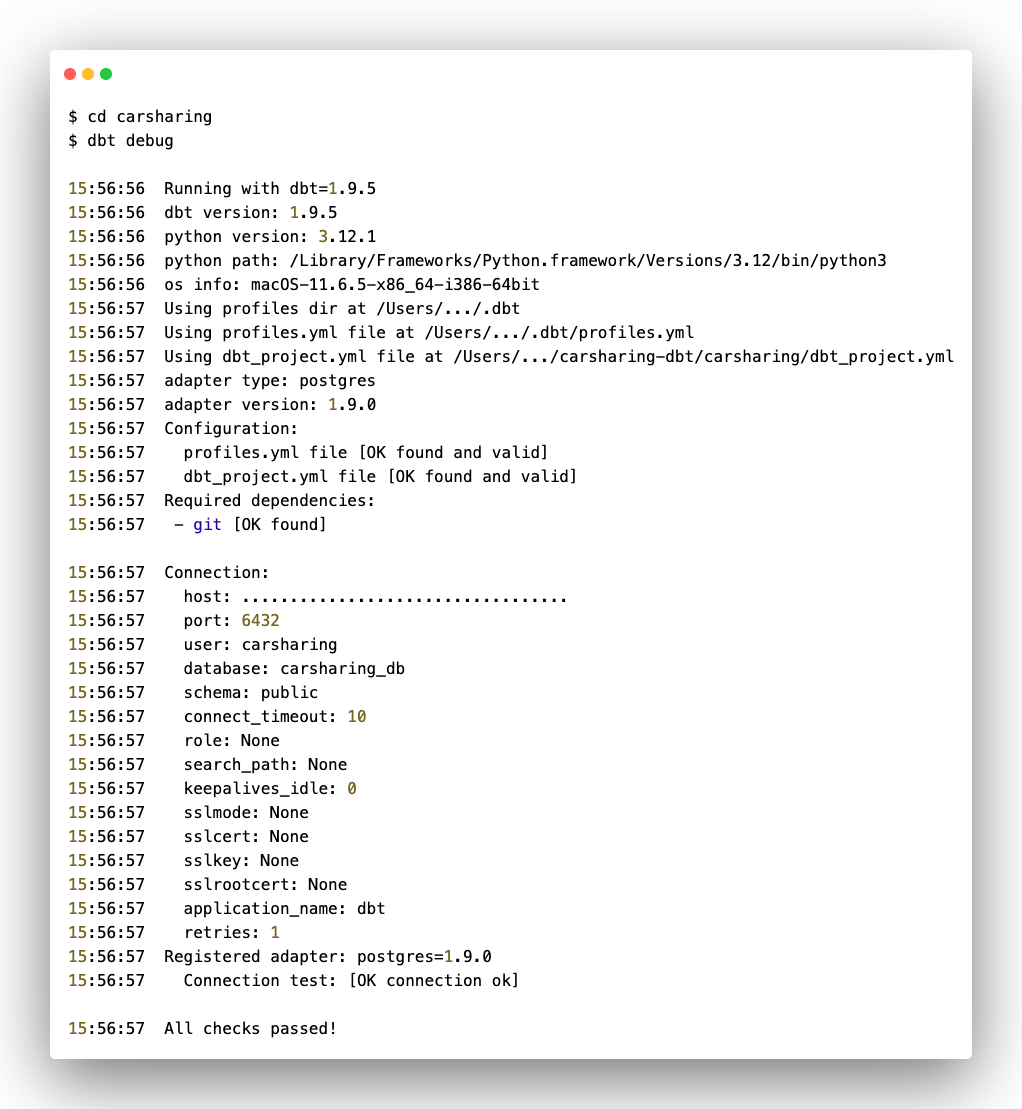 $ cd carsharing
$ dbt debug
15:56:56  Running with dbt=1.9.5
15:56:56  dbt version: 1.9.5
15:56:56  python version: 3.12.1
15:56:56  python path: /Library/Frameworks/Python.framework/Versions/3.12/bin/python3
15:56:56  os info: macOS-11.6.5-x86_64-i386-64bit
15:56:57  Using profiles dir at /Users/.../.dbt
15:56:57  Using profiles.yml file at /Users/.../.dbt/profiles.yml
15:56:57  Using dbt_project.yml file at /Users/.../carsharing-dbt/carsharing/dbt_project.yml
15:56:57  adapter type: postgres
15:56:57  adapter version: 1.9.0
15:56:57  Configuration:
15:56:57    profiles.yml file [OK found and valid]
15:56:57    dbt_project.yml file [OK found and valid]
15:56:57  Required dependencies:
15:56:57   - git [OK found]
15:56:57  Connection:
15:56:57    host: ..................................
15:56:57    port: 6432
15:56:57    user: carsharing
15:56:57    database: carsharing_db
15:56:57    schema: public
15:56:57    connect_timeout: 10
15:56:57    role: None
15:56:57    search_path: None
15:56:57    keepalives_idle: 0
15:56:57    sslmode: None
15:56:57    sslcert: None
15:56:57    sslkey: None
15:56:57    sslrootcert: None
15:56:57    application_name: dbt
15:56:57    retries: 1
15:56:57  Registered adapter: postgres=1.9.0
15:56:57    Connection test: [OK connection ok]
15:56:57  All checks passed!